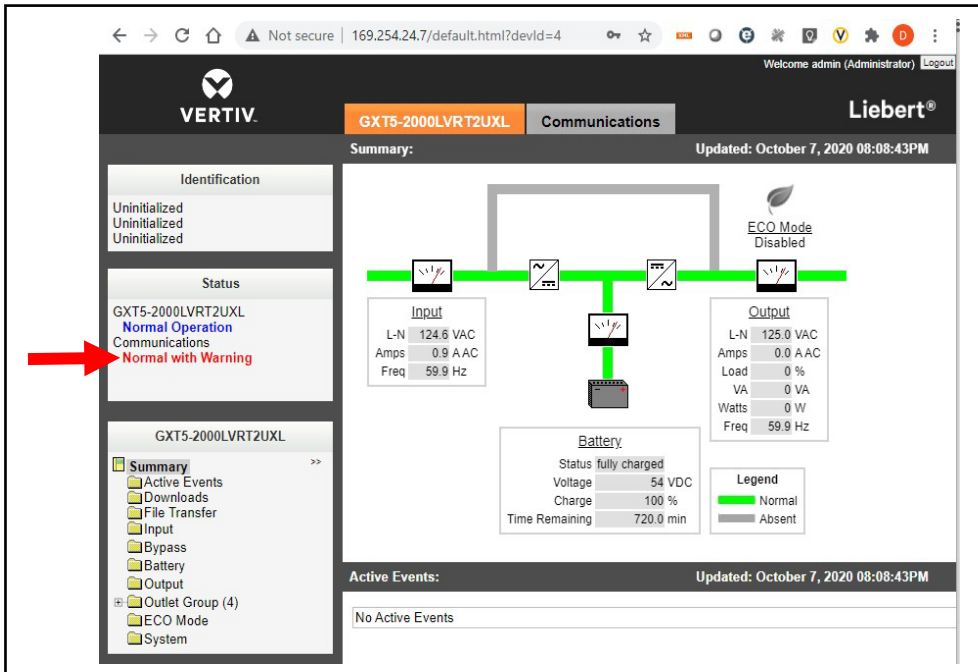 Not secure | 169.254.24.7/default.html?devId=4
D
Welcome admin (Administrator) Logout
VERTIV.
GXT5-2000LVRT2UXL
Communications
Liebert®
Summary:
Updated: October 7, 2020 08:08:43PM
Identification
Uninitialized
Uninitialized
Uninitialized
Status
GXT5-2000LVRT2UXL
Normal Operation
Communications
Normal with Warning
GXT5-2000LVRT2UXL
Summary >>
Active Events
Downloads
File Transfer
Input
Bypass
Battery
Output
Outlet Group (4)
ECO Mode
System
ECO Mode
Disabled
Input
L-N 124.6 VAC
Amps 0.9 A AC
Freq 59.9 Hz
Output
L-N 125.0 VAC
Amps 0.0 A AC
Load 0 %
VA 0 VA
Watts 0 W
Freq 59.9 Hz
Battery
Status fully charged
Voltage 54 VDC
Charge 100 %
Time Remaining 720.0 min
Legend
Normal
Absent
Active Events:
Updated: October 7, 2020 08:08:43PM
No Active Events